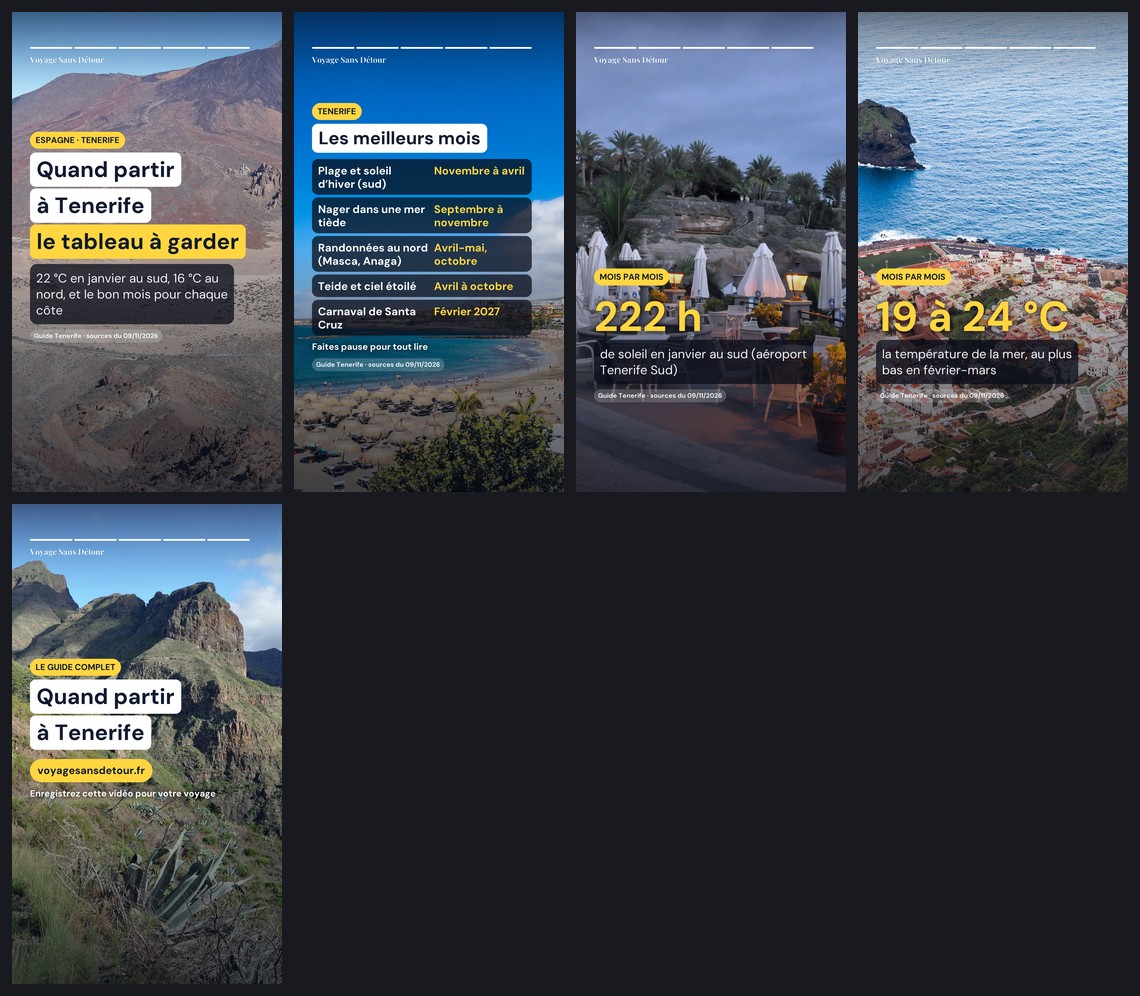 Voyage Sans Détour
ESPAGNE · TENERIFE
Quand partir
à Tenerife
le tableau à garder
22 °C en janvier au sud, 16 °C au
nord, et le bon mois pour chaque
côte
Guide Tenerife · sources du 09/11/2026
Voyage Sans Détour
TENERIFE
Les meilleurs mois
Plage et soleil
d’hiver (sud)
Novembre à avril
Nager dans une mer
tiède
Septembre à
novembre
Randonnées au nord
(Masca, Anaga)
Avril-mai,
octobre
Teide et ciel étoilé
Avril à octobre
Carnaval de Santa
Cruz
Février 2027
Faites pause pour tout lire
Guide Tenerife · sources du 09/11/2026
Voyage Sans Détour
MOIS PAR MOIS
222 h
de soleil en janvier au sud (aéroport
Tenerife Sud)
Guide Tenerife · sources du 09/11/2026
Voyage Sans Détour
MOIS PAR MOIS
19 à 24 °C
la température de la mer, au plus
bas en février-mars
Guide Tenerife · sources du 09/11/2026
Voyage Sans Détour
LE GUIDE COMPLET
Quand partir
à Tenerife
voyagesansdetour.fr
Enregistrez cette vidéo pour votre voyage